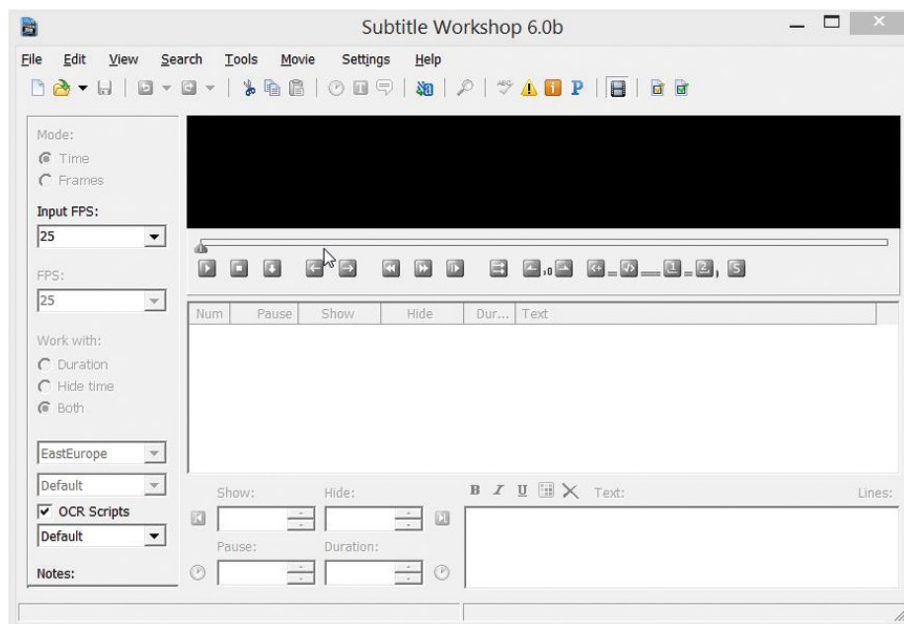 Subtitle Workshop 6.0b
File Edit View Search Tools Movie Settings Help
Mode:
Time
Frames
Input FPS:
25
FPS:
25
Work with:
Duration
Hide time
Both
EastEurope
Default
OCR Scripts
Default
Notes:
Num Pause Show Hide Dur... Text
Show: Hide:
Pause: Duration:
B I U Text: Lines: